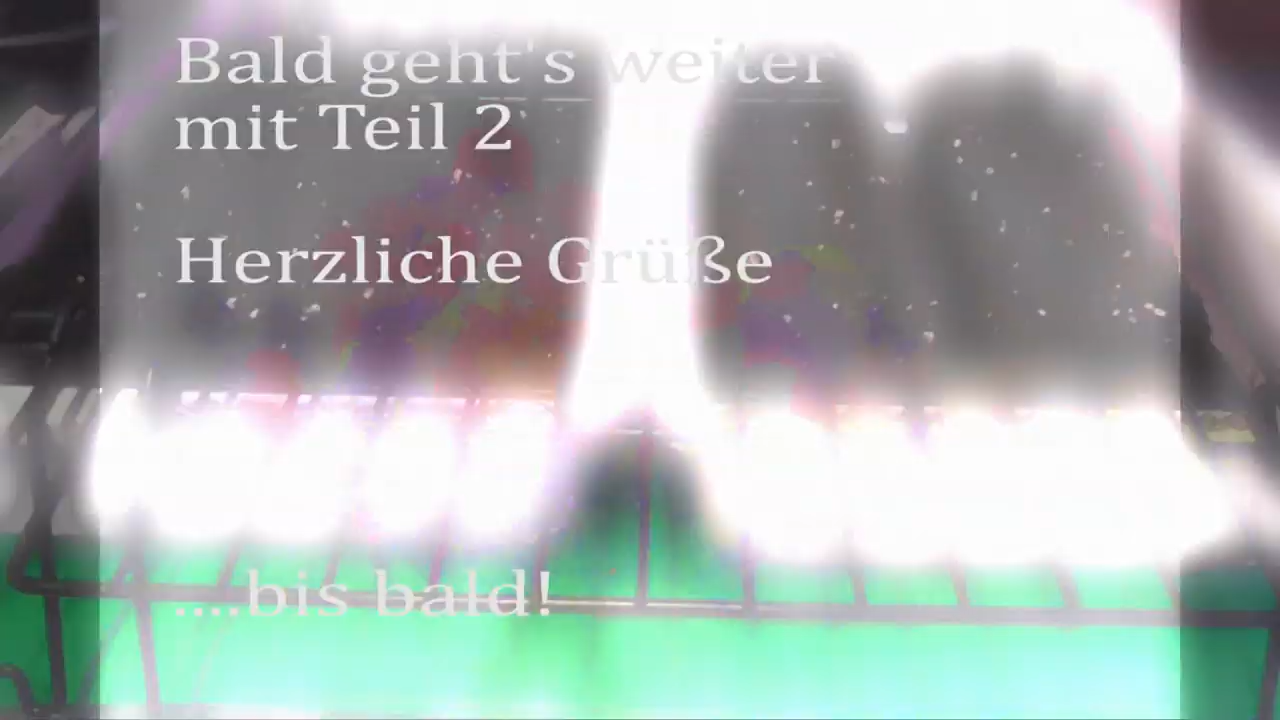 Bald geht's weiter
mit Teil 2
Herzliche Grüße
....bis bald!